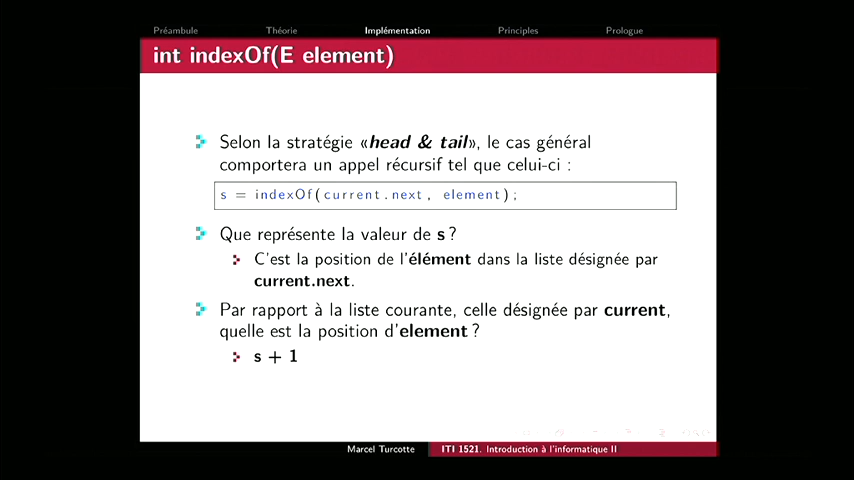 Préambule Théorie Implémentation Principles Prologue
int indexOf(E element)
Selon la stratégie «head & tail», le cas général
comportera un appel récursif tel que celui-ci :
s = indexOf(current.next, element);
Que représente la valeur de s ?
C'est la position de l'élément dans la liste désignée par
current.next.
Par rapport à la liste courante, celle désignée par current,
quelle est la position d'element ?
s + 1
Marcel Turcotte ITI 1521. Introduction à l'informatique II